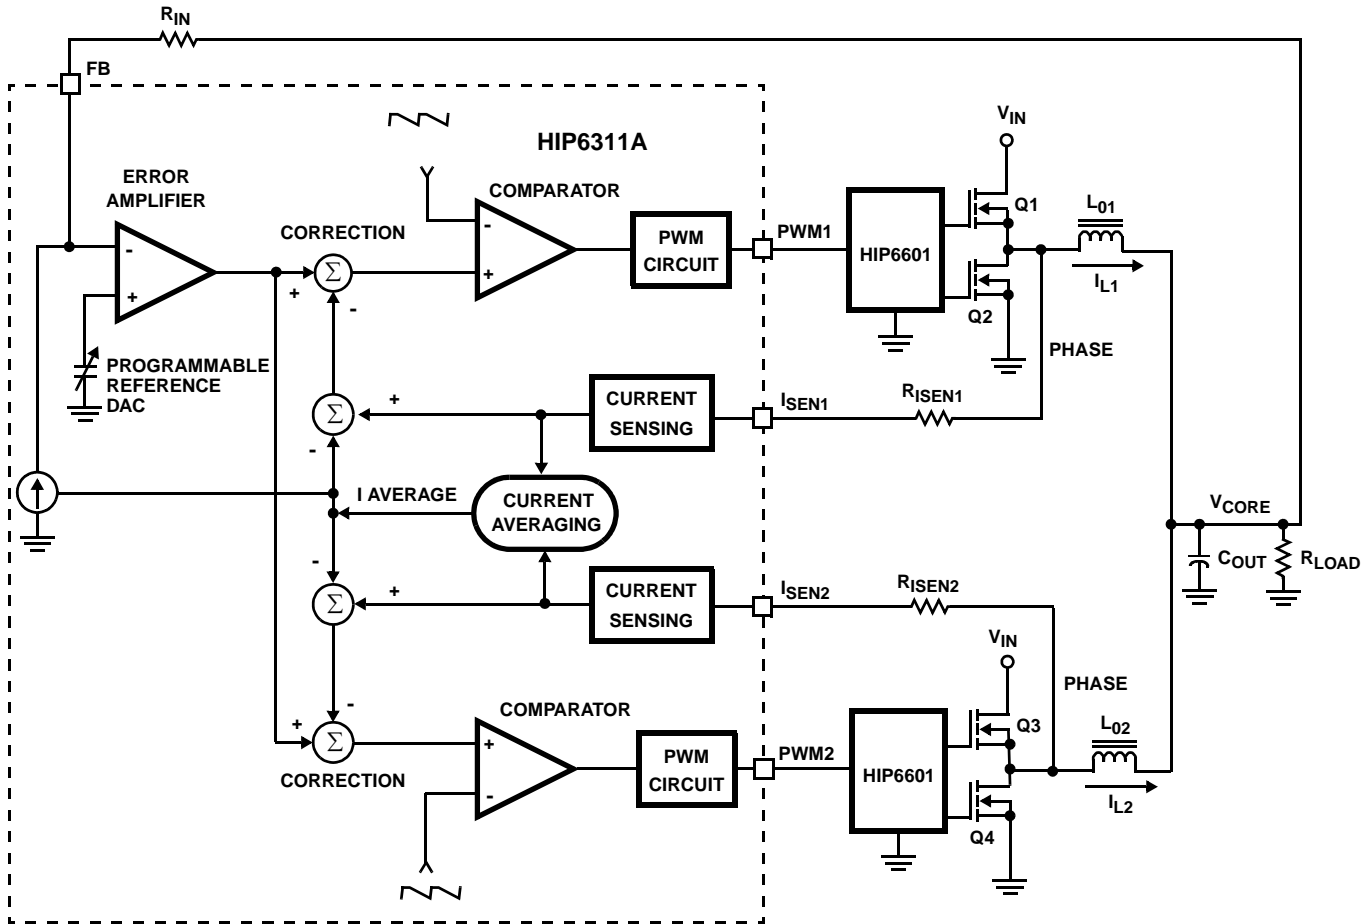 RIN
FB
HIP6311A
VIN
ERROR
AMPLIFIER
COMPARATOR
CORRECTION
-
+
+
-
Σ
-
+
PWM
CIRCUIT
PWM1
HIP6601
Q1
Q2
L01
IL1
PHASE
PROGRAMMABLE
REFERENCE
DAC
Σ
+
-
CURRENT
SENSING
ISEN1
RISEN1
I AVERAGE
CURRENT
AVERAGING
VCORE
COUT
RLOAD
-
Σ
+
CURRENT
SENSING
ISEN2
RISEN2
VIN
PHASE
-
+
Σ
CORRECTION
COMPARATOR
+
-
PWM
CIRCUIT
PWM2
HIP6601
Q3
Q4
L02
IL2